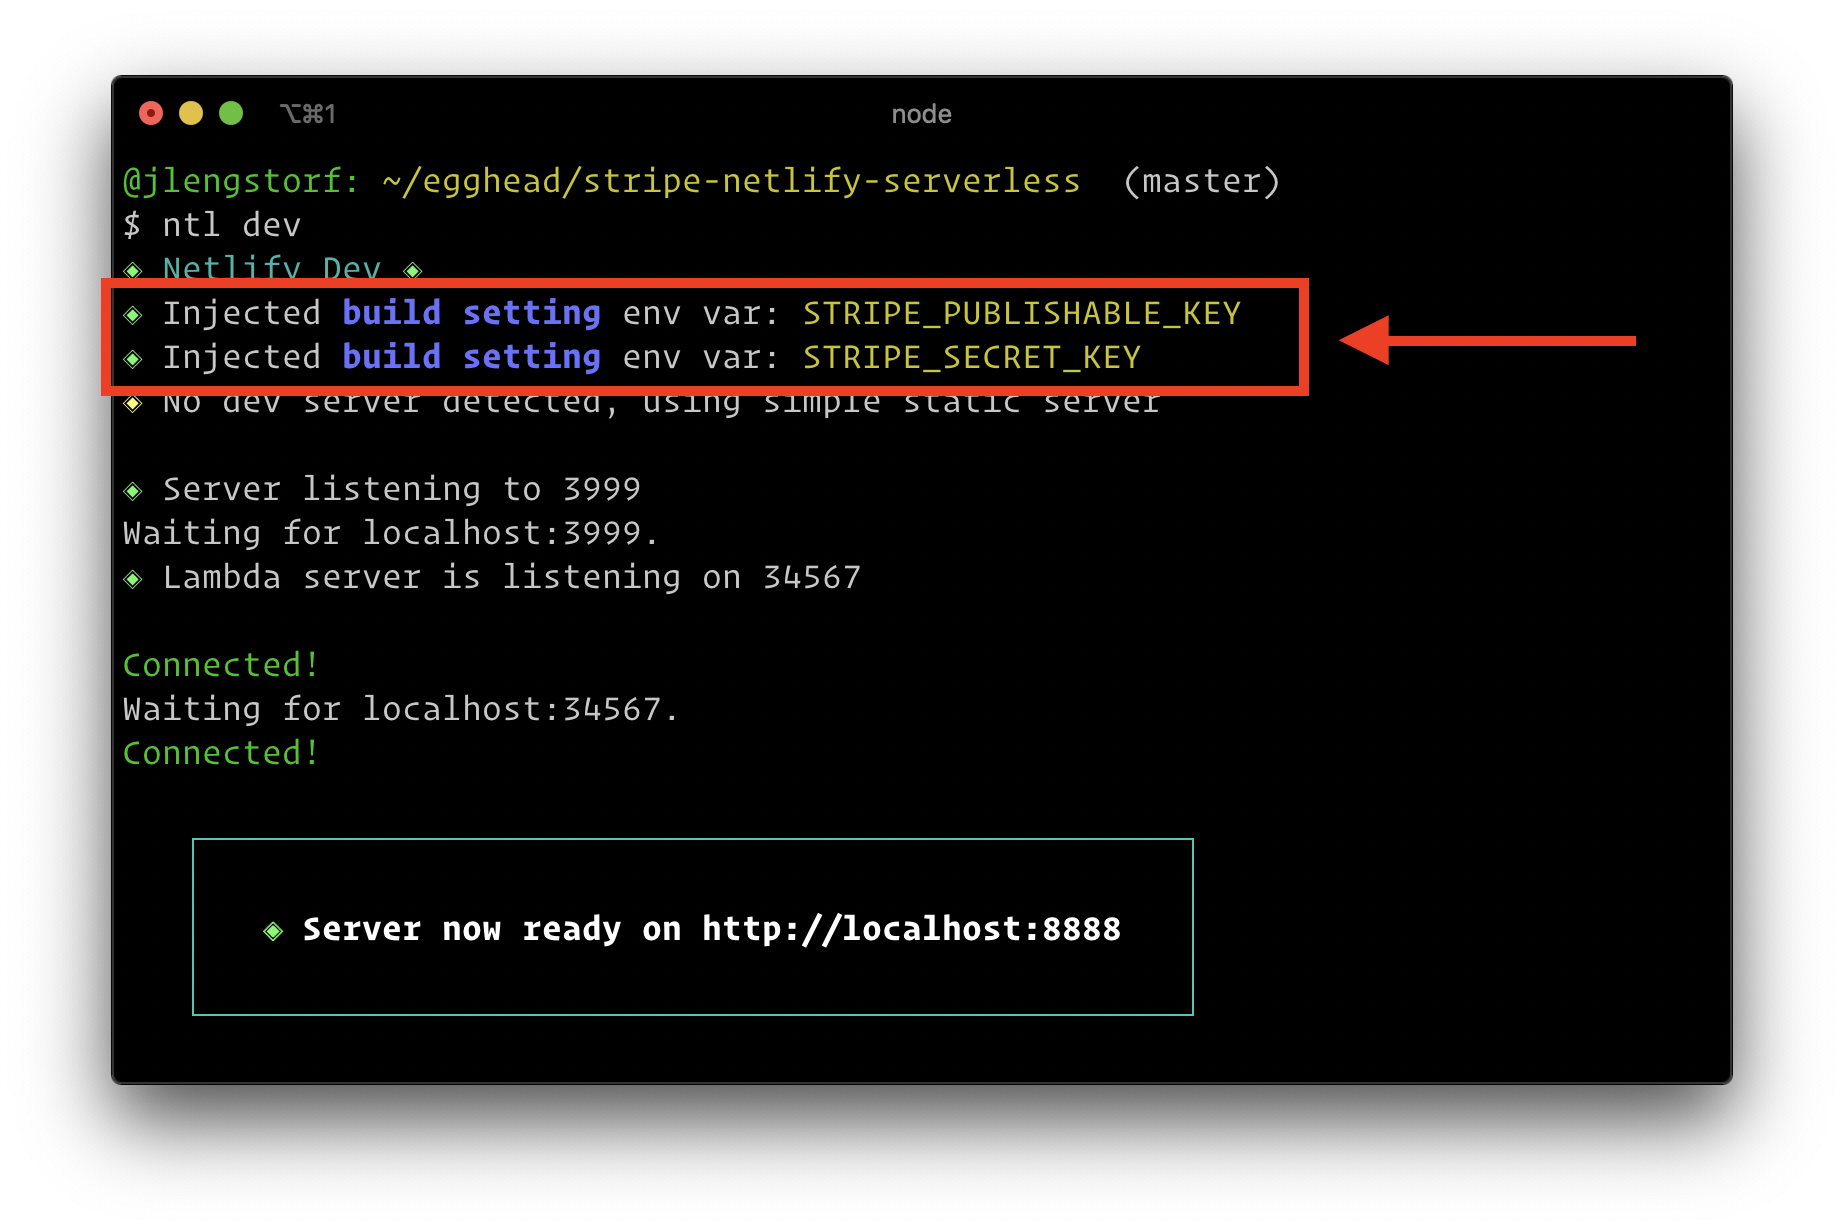 ⌥⌘1 node
@jlengstorf: ~/egghead/stripe-netlify-serverless (master)
$ ntl dev
◈ Netlify Dev ◈
◈ Injected build setting env var: STRIPE_PUBLISHABLE_KEY
◈ Injected build setting env var: STRIPE_SECRET_KEY
◈ No dev server detected, using simple static server
◈ Server listening to 3999
Waiting for localhost:3999.
◈ Lambda server is listening on 34567
Connected!
Waiting for localhost:34567.
Connected!
◈ Server now ready on http://localhost:8888